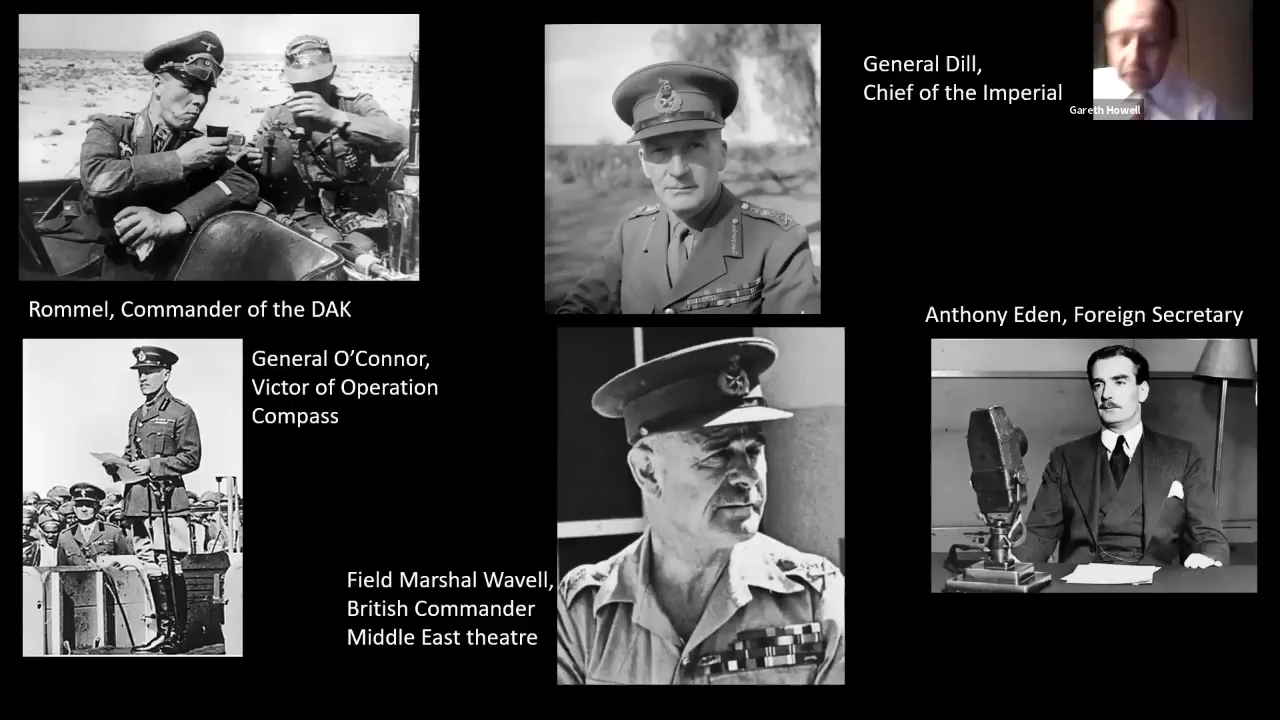 General Dill,
Chief of the Imperial
Gareth Howell
Rommel, Commander of the DAK
Anthony Eden, Foreign Secretary
General O’Connor,
Victor of Operation
Compass
Field Marshal Wavell,
British Commander
Middle East theatre